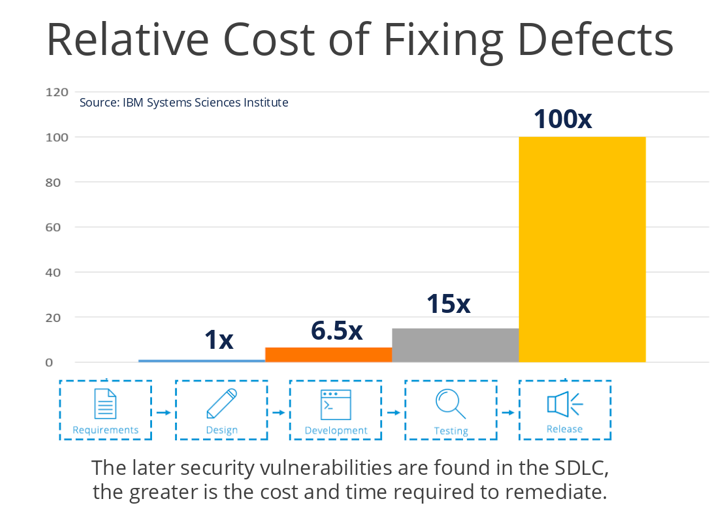 Relative Cost of Fixing Defects
120
Source: IBM Systems Sciences Institute
100x
100
80
60
40
15x
20
6.5x
1x
0
>_
Requirements
Design
Development
Testing
Release
The later security vulnerabilities are found in the SDLC,
the greater is the cost and time required to remediate.